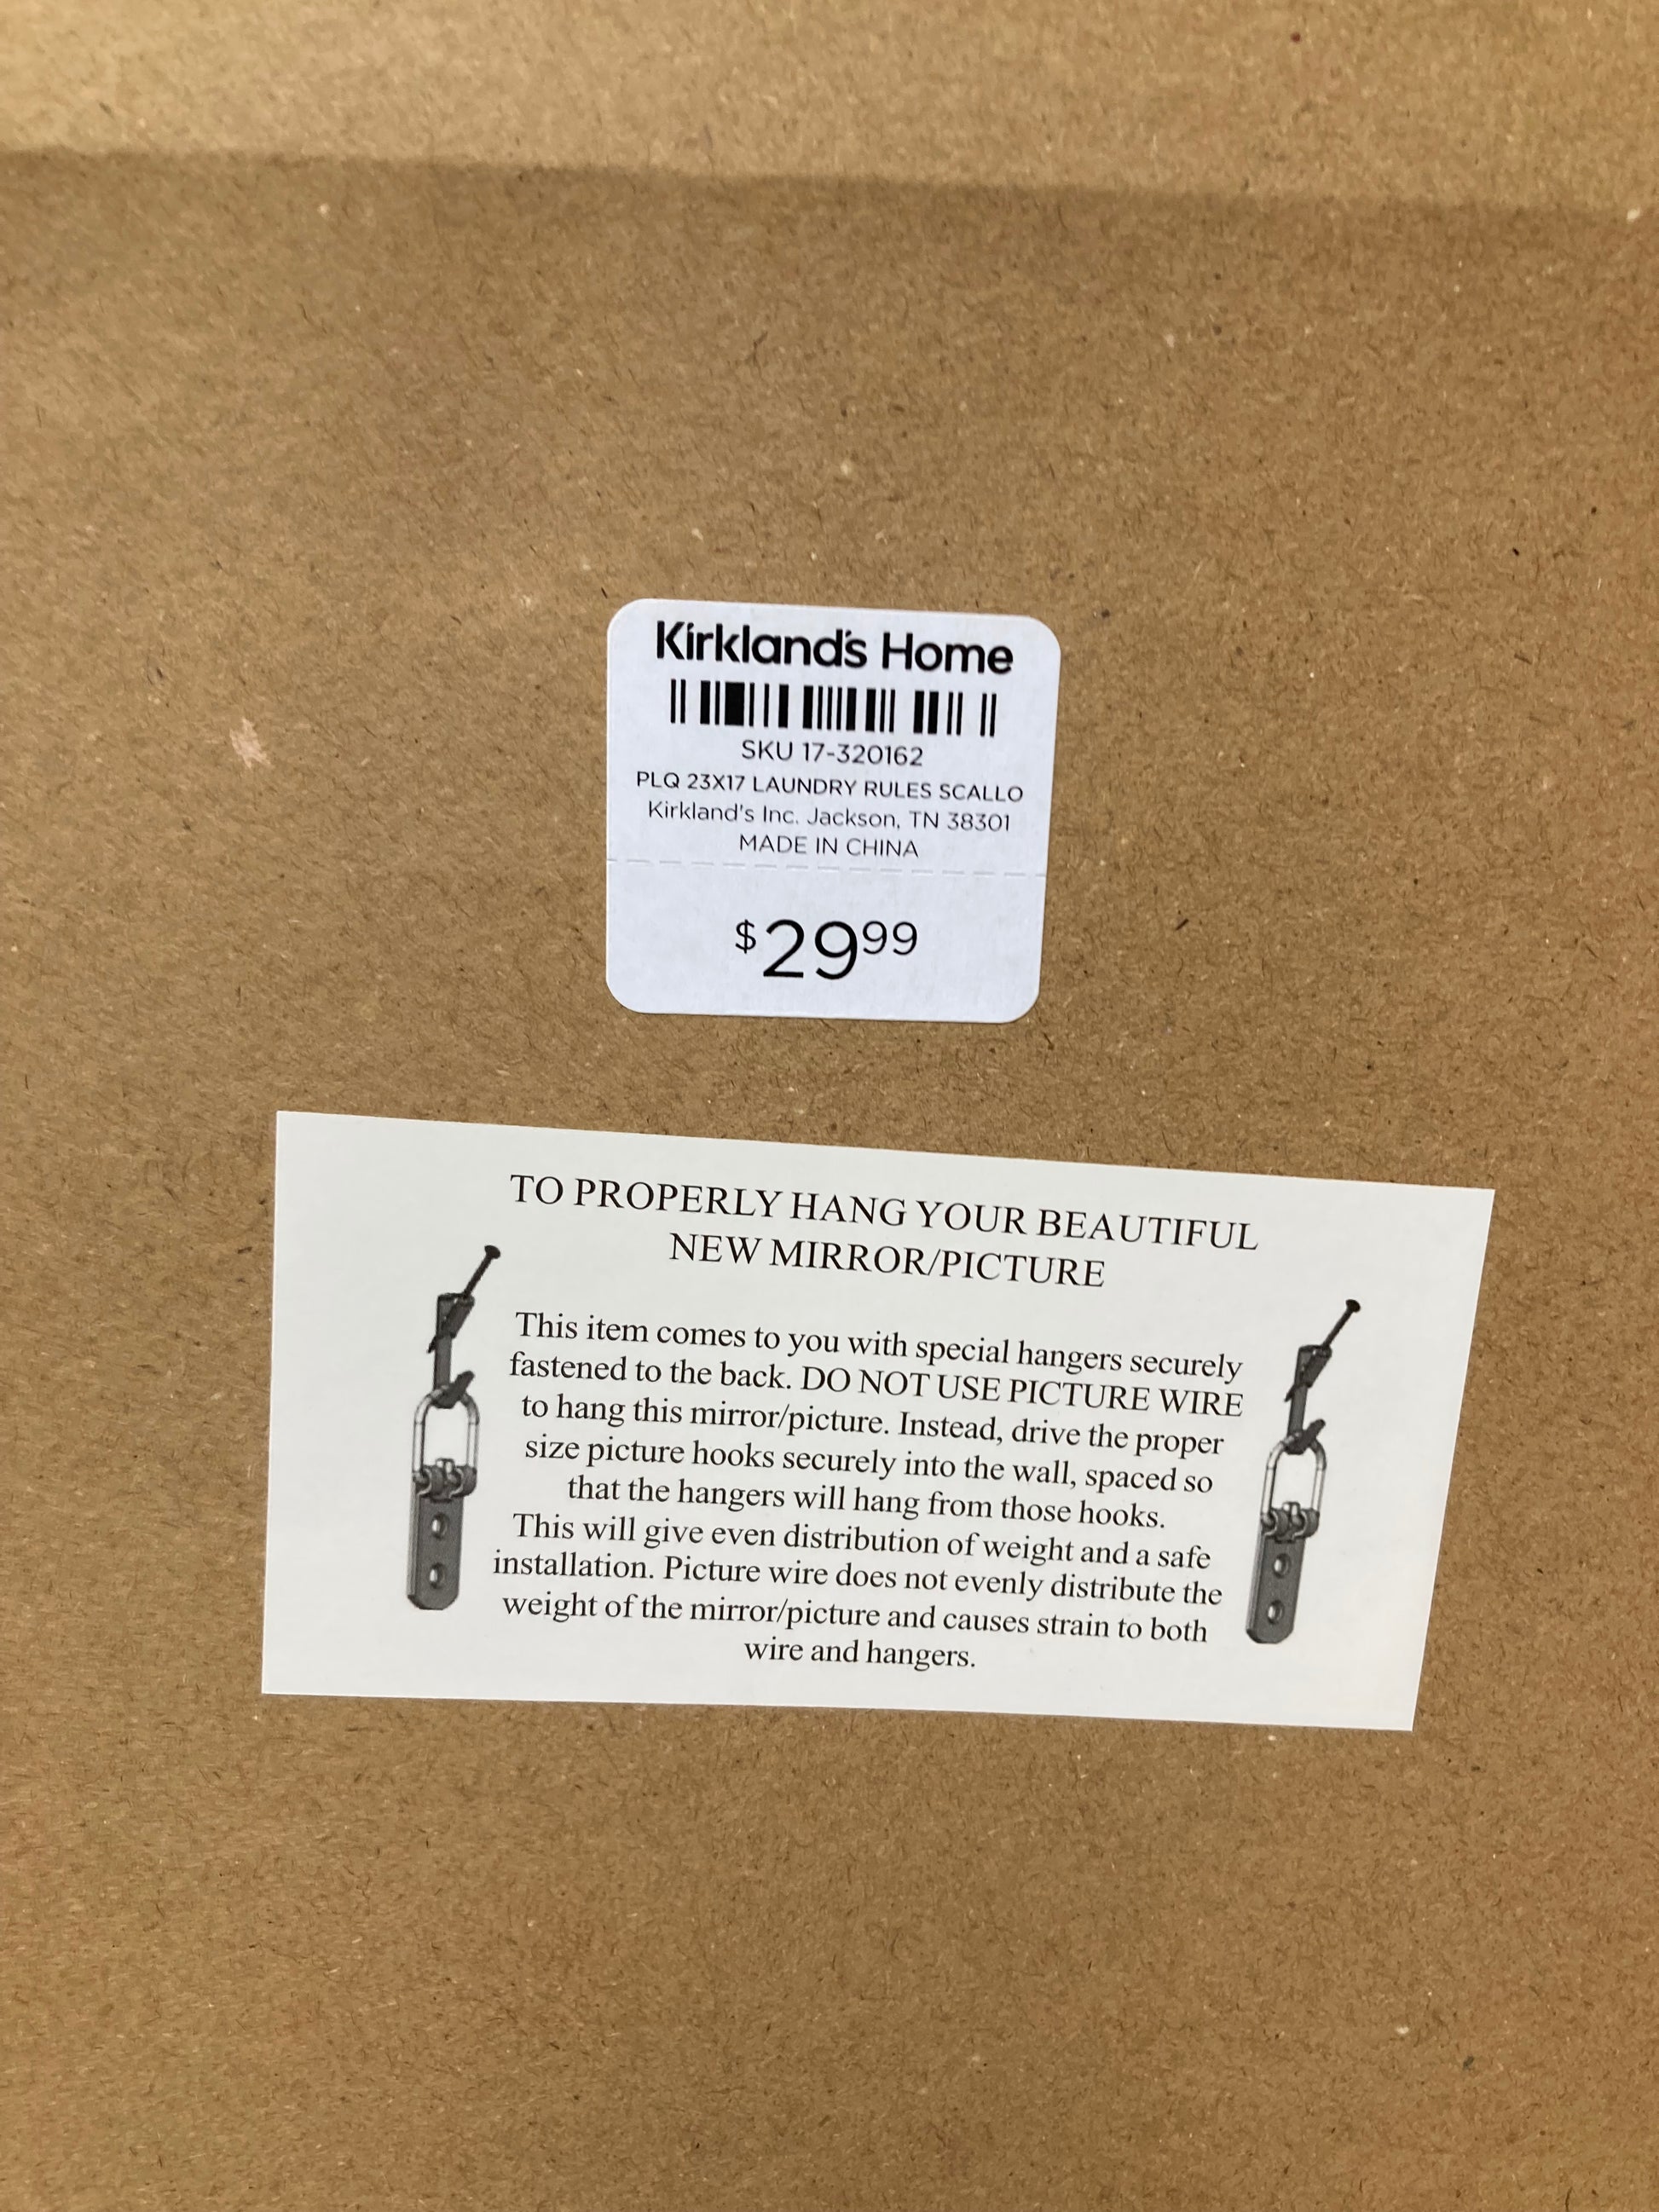 Kirkland's Home
SKU 17-320162
PLQ 23X17 LAUNDRY RULES SCALLO
Kirkland's Inc. Jackson, TN 38301
MADE IN CHINA
$2999
TO PROPERLY HANG YOUR BEAUTIFUL
NEW MIRROR/PICTURE
This item comes to you with special hangers securely
fastened to the back. DO NOT USE PICTURE WIRE
to hang this mirror/picture. Instead, drive the proper
size picture hooks securely into the wall, spaced so
that the hangers will hang from those hooks.
This will give even distribution of weight and a safe
installation. Picture wire does not evenly distribute the
weight of the mirror/picture and causes strain to both
wire and hangers.